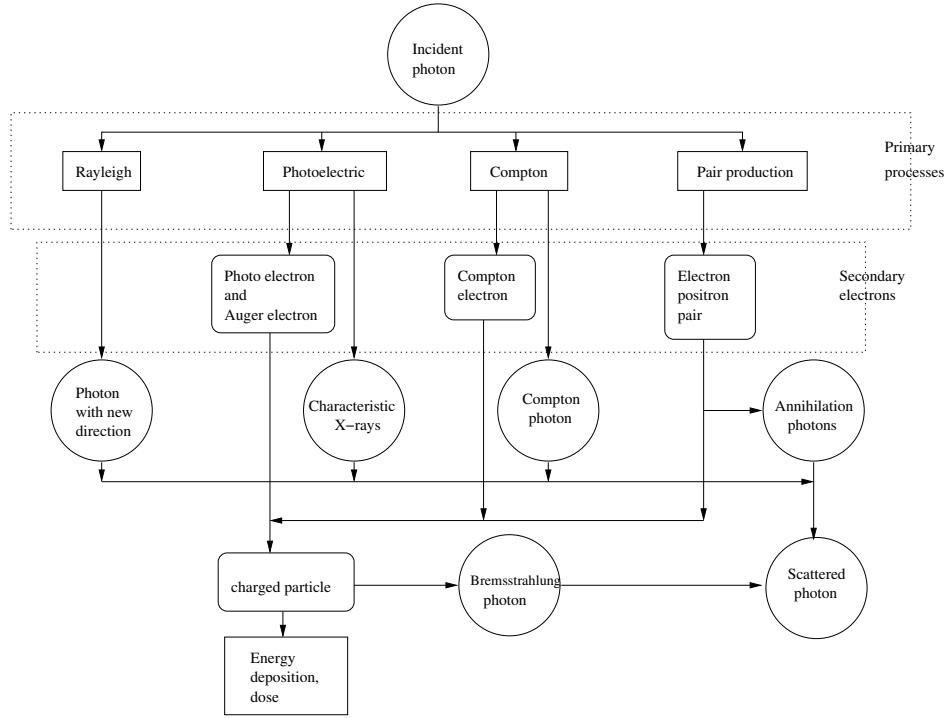 Incident
photon
Primary
processes
Rayleigh
Photoelectric
Compton
Pair production
Photo electron
and
Auger electron
Compton
electron
Electron
positron
pair
Secondary
electrons
Photon
with new
direction
Characteristic
X−rays
Compton
photon
Annihilation
photons
charged particle
Bremsstrahlung
photon
Scattered
photon
Energy
deposition,
dose